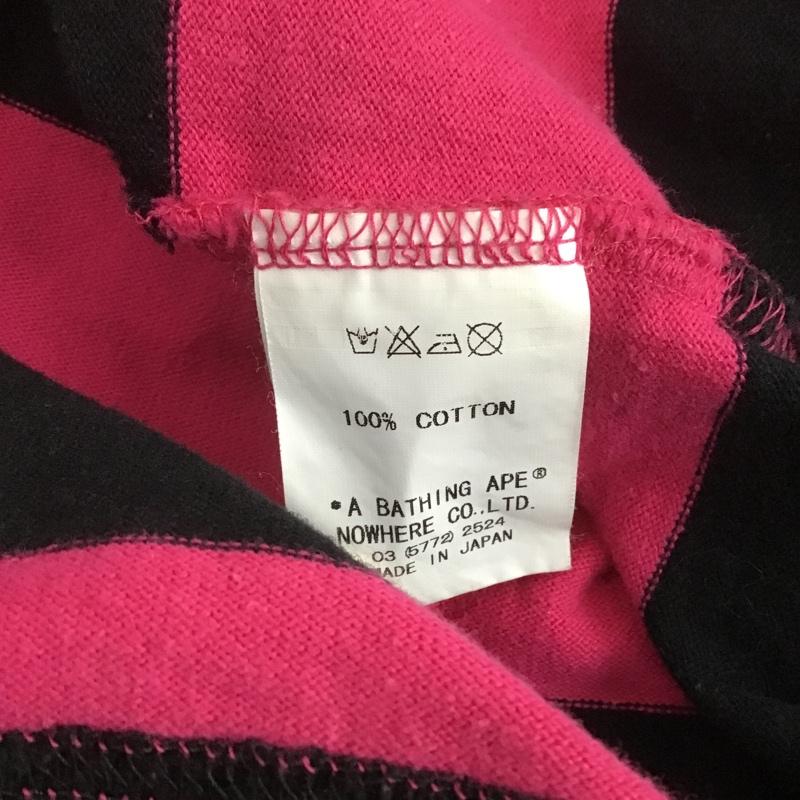 100% COTTON
*A BATHING APE®
NOWHERE CO.,LTD.
03 (5772) 2524
MADE IN JAPAN